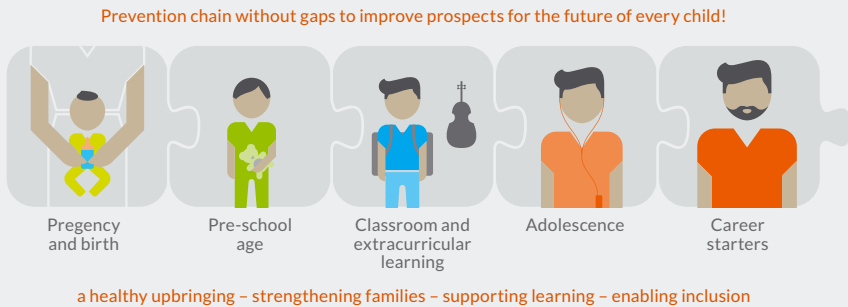 Prevention chain without gaps to improve prospects for the future of every child!
Pregency
and birth
Pre-school
age
Classroom and
extracurricular
learning
Adolescence
Career
starters
a healthy upbringing – strengthening families – supporting learning – enabling inclusion